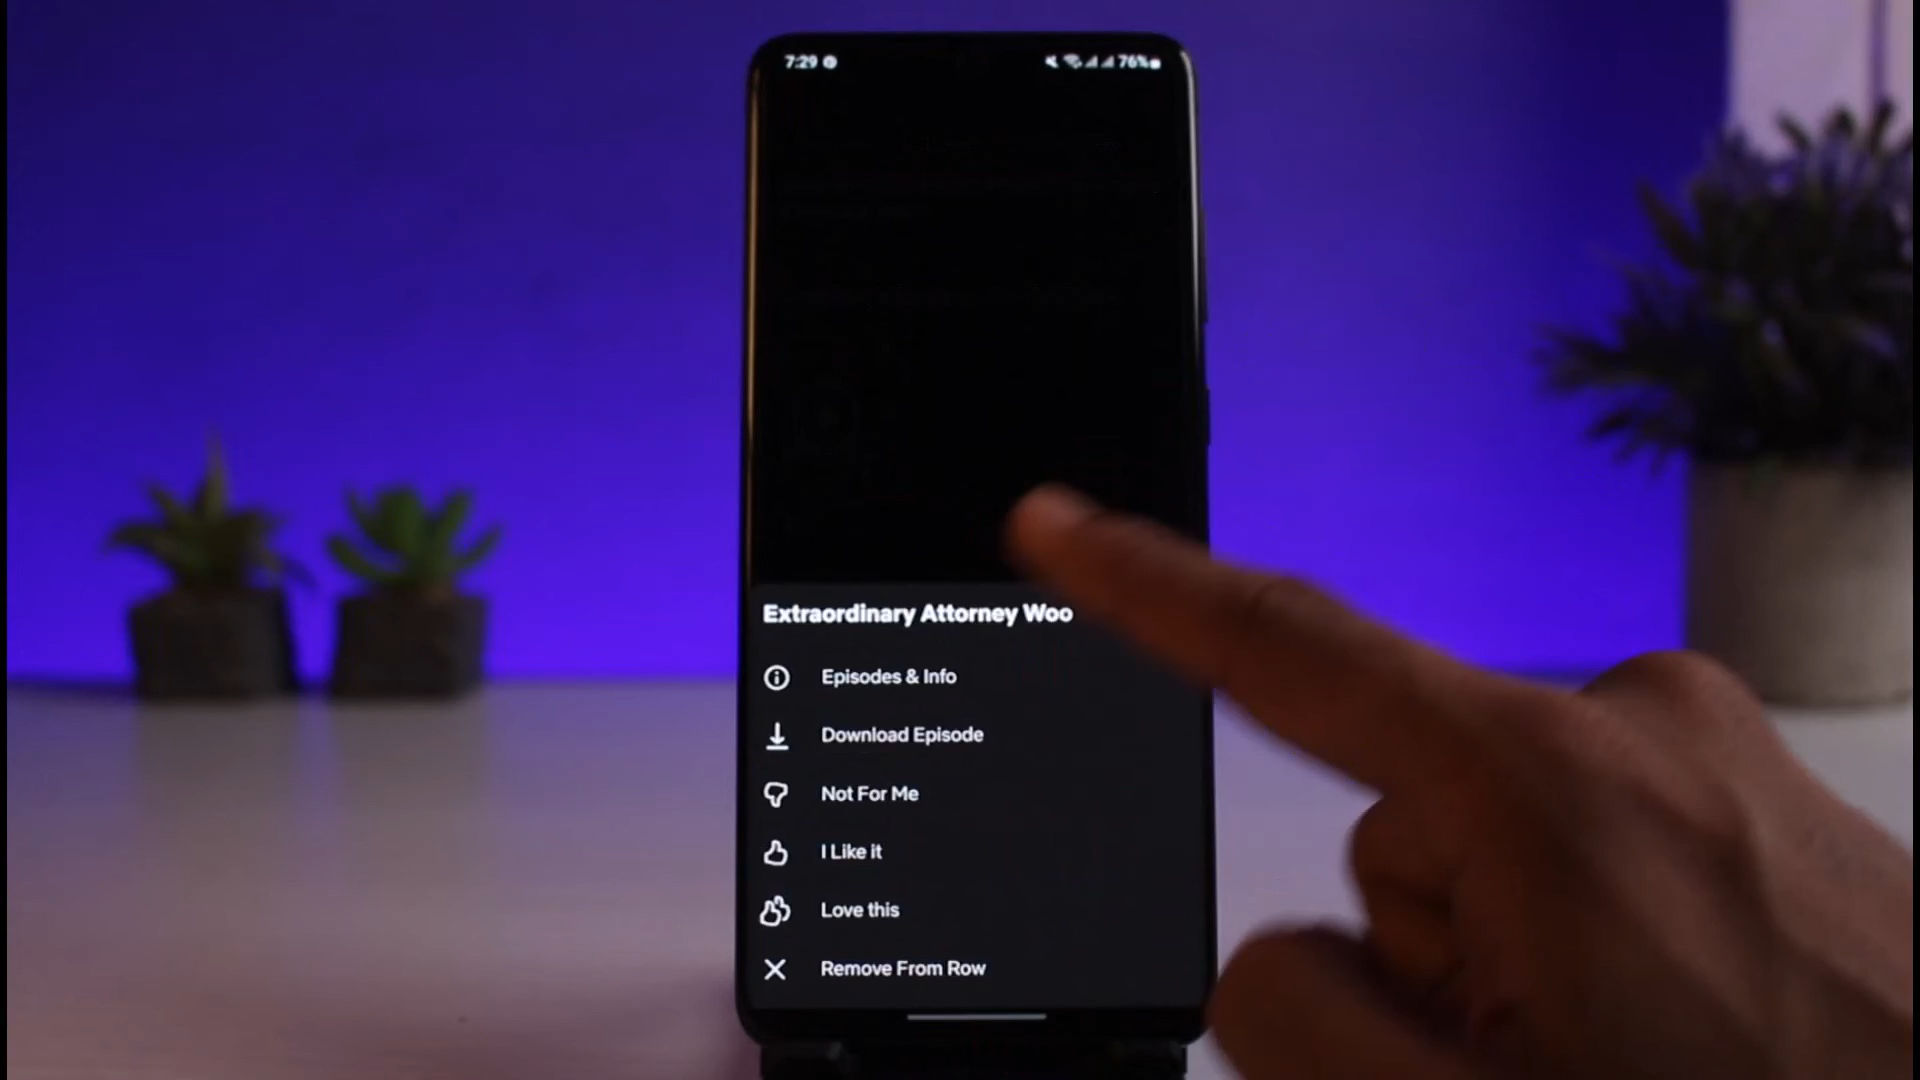 7:29 76%
Extraordinary Attorney Woo
Episodes & Info
Download Episode
Not For Me
I Like it
Love this
Remove From Row